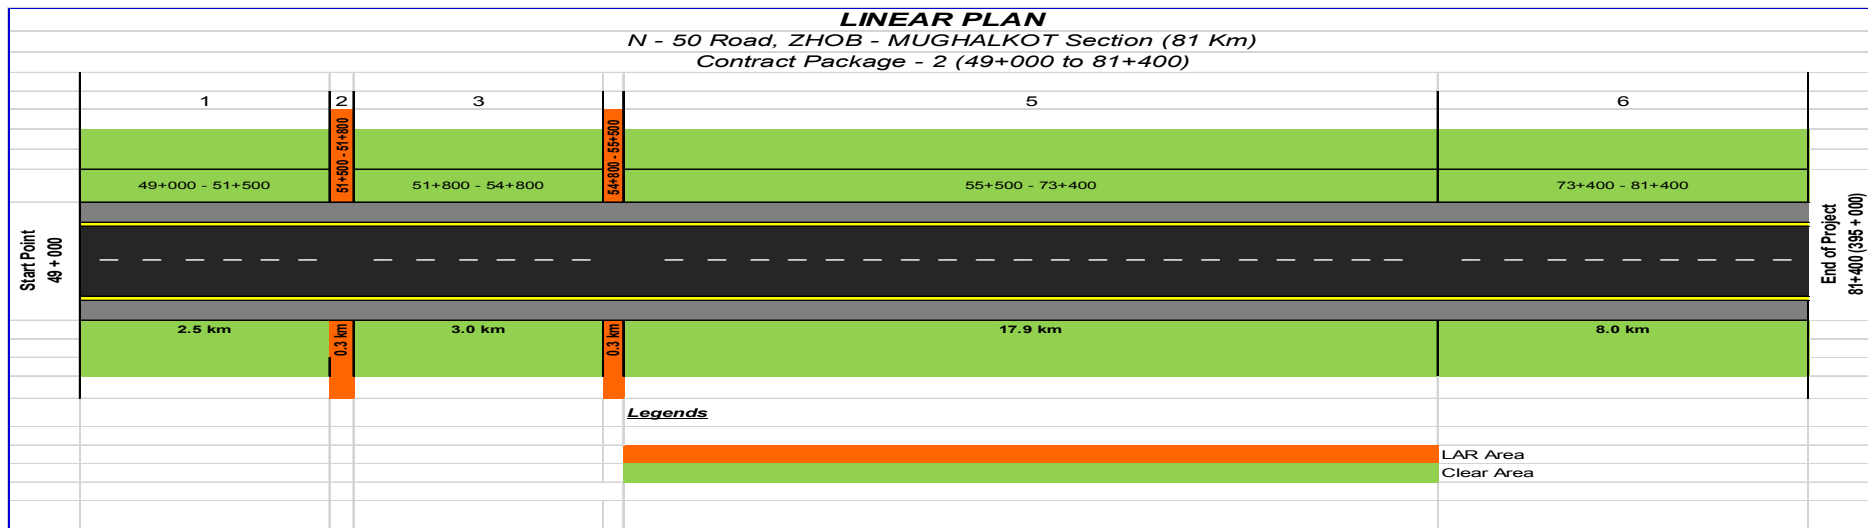 LINEAR PLAN
N - 50 Road, ZHOB - MUGHALKOT Section (81 Km)
Contract Package - 2 (49+000 to 81+400)
1
2
3
5
6
49+000 - 51+500
51+500 - 51+800
51+800 - 54+800
54+800 - 55+500
55+500 - 73+400
73+400 - 81+400
Start Point
49 + 000
End of Project
81+400 (395 + 000)
2.5 km
0.3 km
3.0 km
0.3 km
17.9 km
8.0 km
Legends
LAR Area
Clear Area